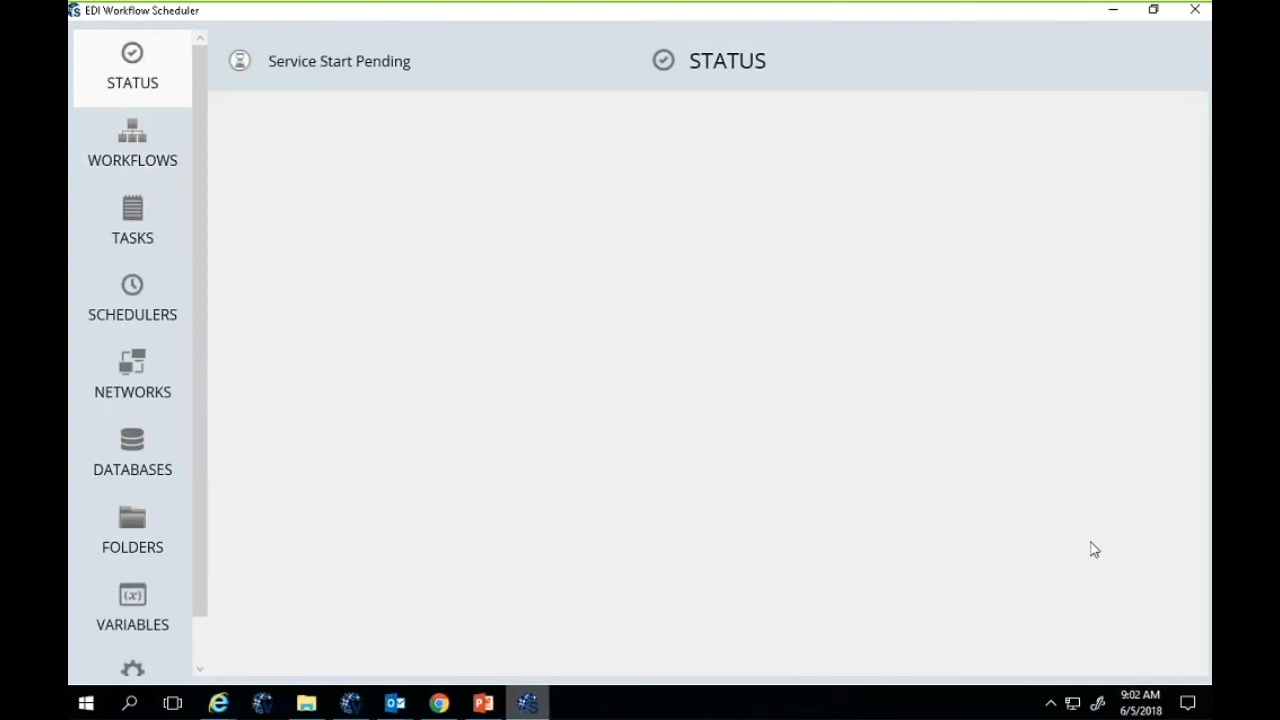 EDI Workflow Scheduler
STATUS
WORKFLOWS
TASKS
SCHEDULERS
NETWORKS
DATABASES
FOLDERS
VARIABLES
Service Start Pending
STATUS
9:02 AM
6/5/2018